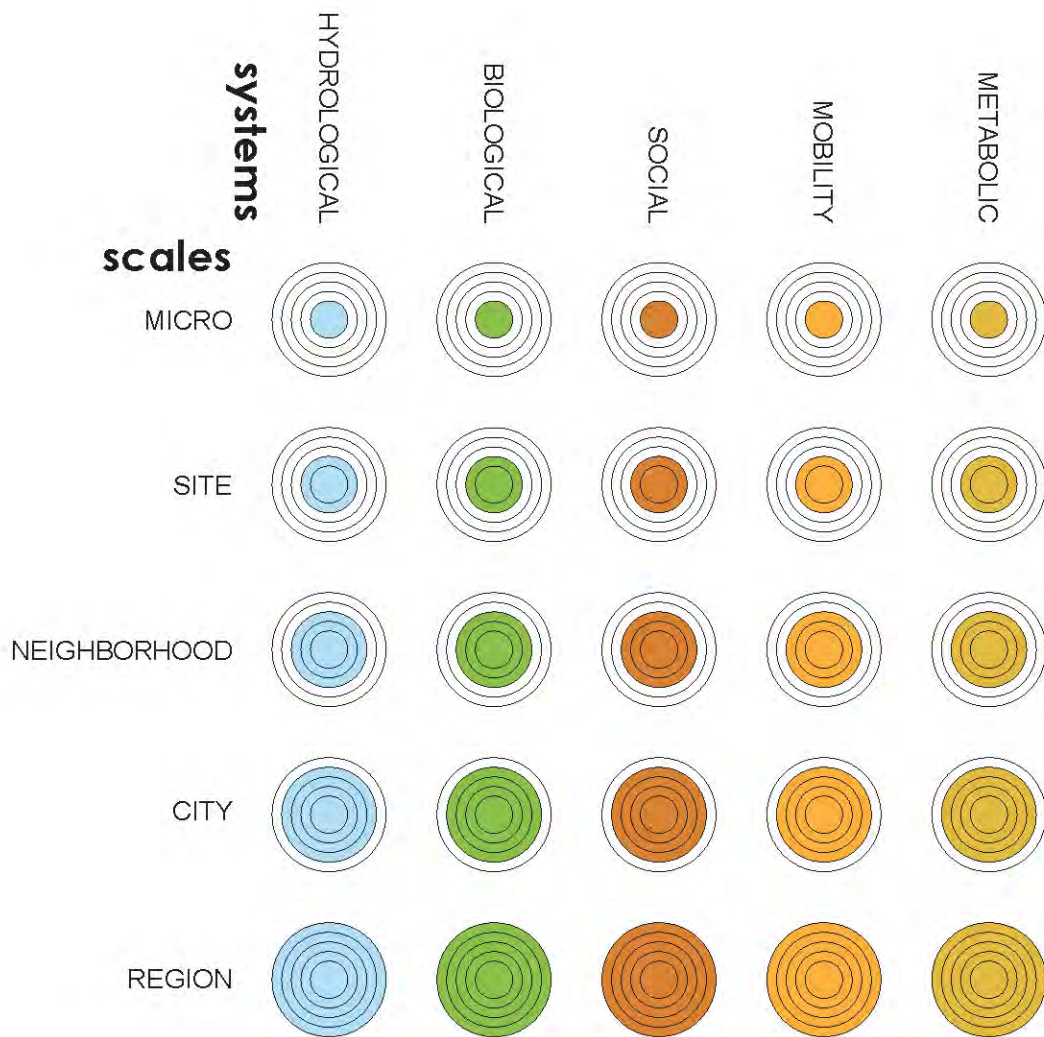 systems
HYDROLOGICAL
BIOLOGICAL
SOCIAL
MOBILITY
METABOLIC
scales
MICRO
SITE
NEIGHBORHOOD
CITY
REGION